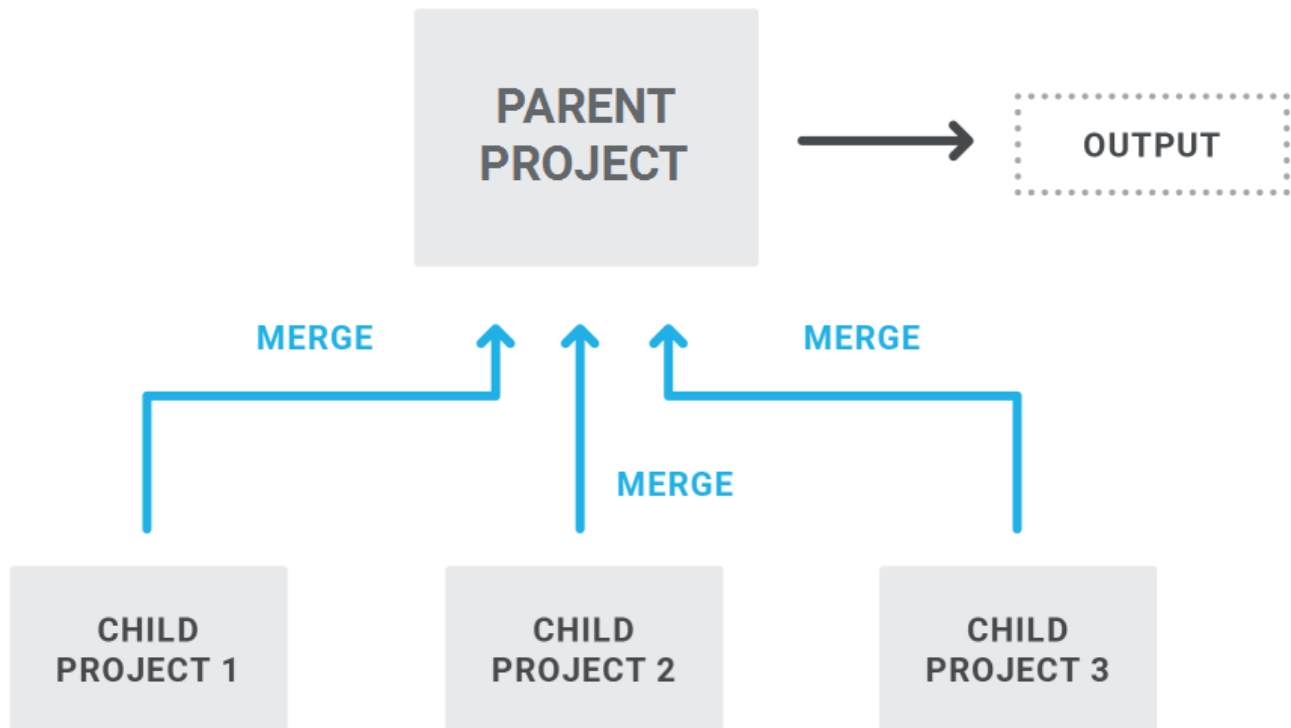 PARENT
PROJECT
OUTPUT
MERGE
MERGE
MERGE
CHILD
PROJECT 1
CHILD
PROJECT 2
CHILD
PROJECT 3